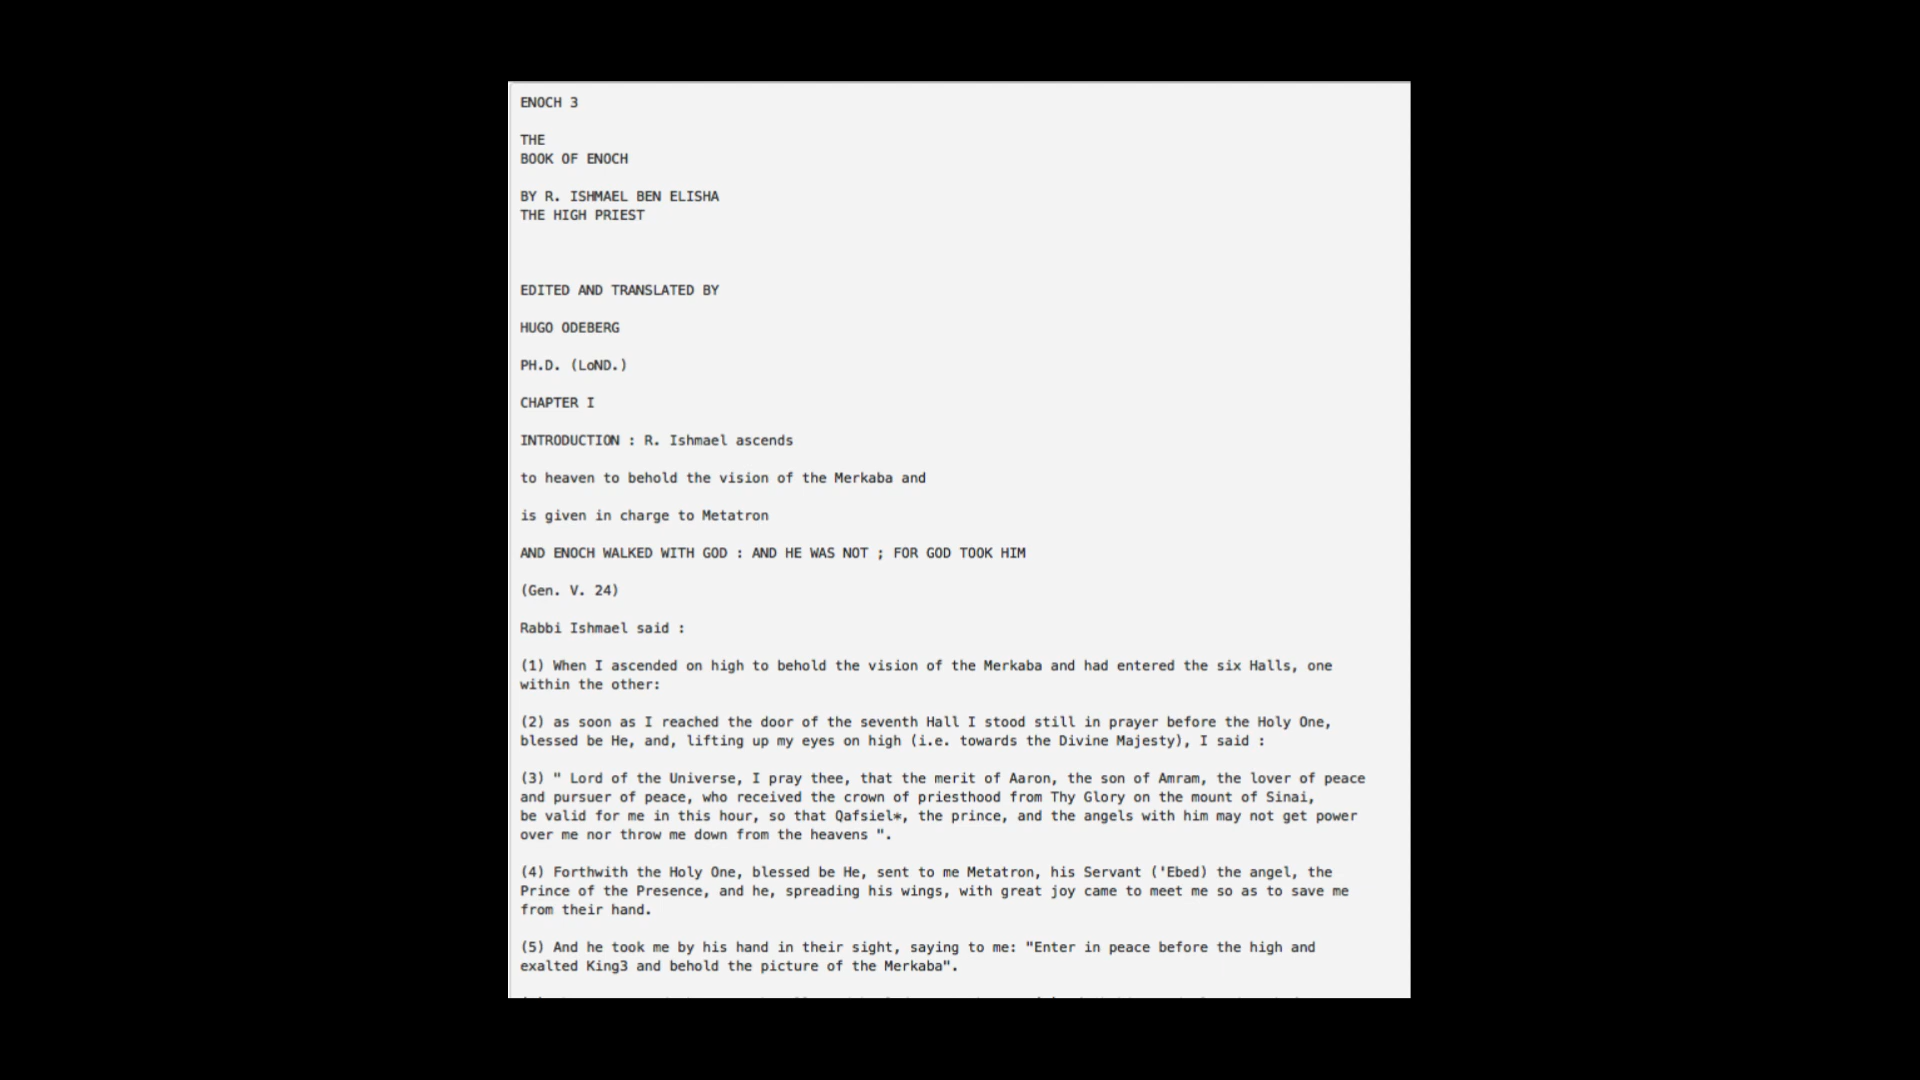 ENOCH 3
THE
BOOK OF ENOCH
BY R. ISHMAEL BEN ELISHA
THE HIGH PRIEST
EDITED AND TRANSLATED BY
HUGO ODEBERG
PH.D. (LoND.)
CHAPTER I
INTRODUCTION : R. Ishmael ascends
to heaven to behold the vision of the Merkaba and
is given in charge to Metatron
AND ENOCH WALKED WITH GOD : AND HE WAS NOT ; FOR GOD TOOK HIM
(Gen. V. 24)
Rabbi Ishmael said :
(1) When I ascended on high to behold the vision of the Merkaba and had entered the six Halls, one
within the other:
(2) as soon as I reached the door of the seventh Hall I stood still in prayer before the Holy One,
blessed be He, and, lifting up my eyes on high (i.e. towards the Divine Majesty), I said :
(3) " Lord of the Universe, I pray thee, that the merit of Aaron, the son of Amram, the lover of peace
and pursuer of peace, who received the crown of priesthood from Thy Glory on the mount of Sinai,
be valid for me in this hour, so that Qafsiel*, the prince, and the angels with him may not get power
over me nor throw me down from the heavens ".
(4) Forthwith the Holy One, blessed be He, sent to me Metatron, his Servant ('Ebed) the angel, the
Prince of the Presence, and he, spreading his wings, with great joy came to meet me so as to save me
from their hand.
(5) And he took me by his hand in their sight, saying to me: "Enter in peace before the high and
exalted King3 and behold the picture of the Merkaba".